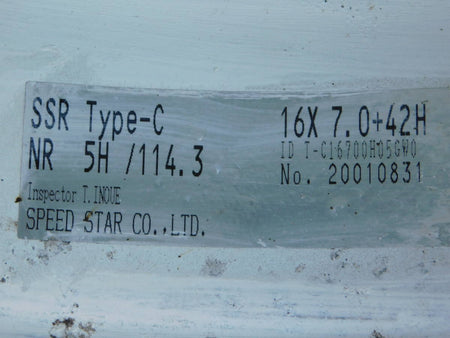 SSR Type-C 16X 7.0+42H
NR 5H /114.3 ID T-C16700H05GW0
No. 20010831
Inspector T.INOUE
SPEED STAR CO.,LTD.